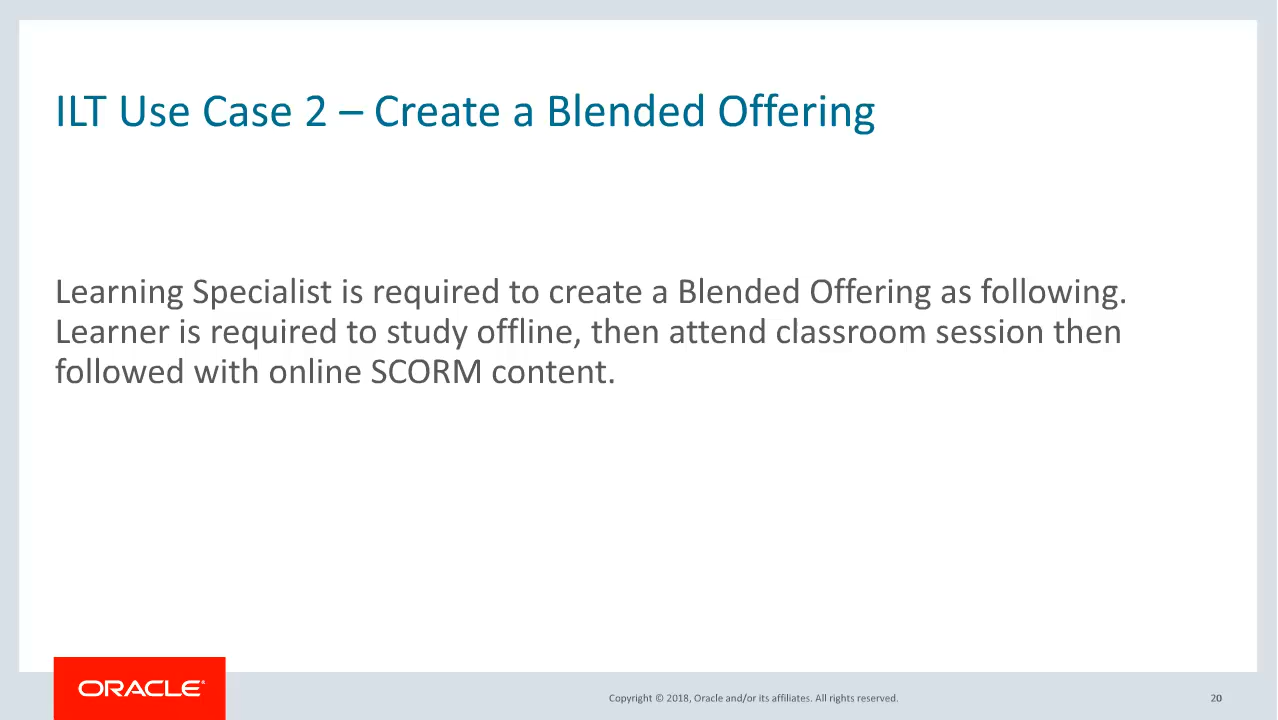 ILT Use Case 2 – Create a Blended Offering
Learning Specialist is required to create a Blended Offering as following.
Learner is required to study offline, then attend classroom session then
followed with online SCORM content.
ORACLE®
Copyright © 2018, Oracle and/or its affiliates. All rights reserved.
20